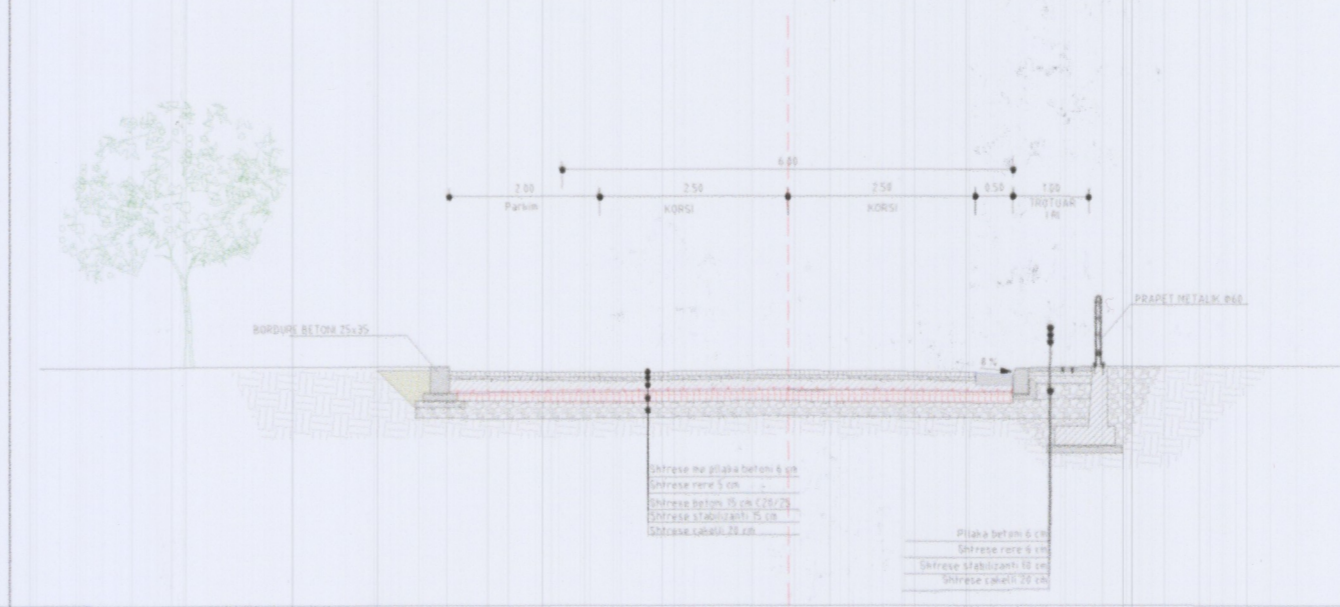 6.00
2.00 2.50 2.50 0.50 1.00
Parkim KORSI KORSI TROTUAR
I RI
PRAPET METALIK Φ60
BORDURE BETONI 25x35
Shtrese me pllaka betoni 6 cm
Shtrese rere 5 cm
Shtrese betoni 15 cm C20/25
Shtrese stabilizanti 15 cm
Shtrese cakelli 20 cm
Pllaka betoni 6 cm
Shtrese rere 6 cm
Shtrese stabilizanti 10 cm
Shtrese cakelli 20 cm